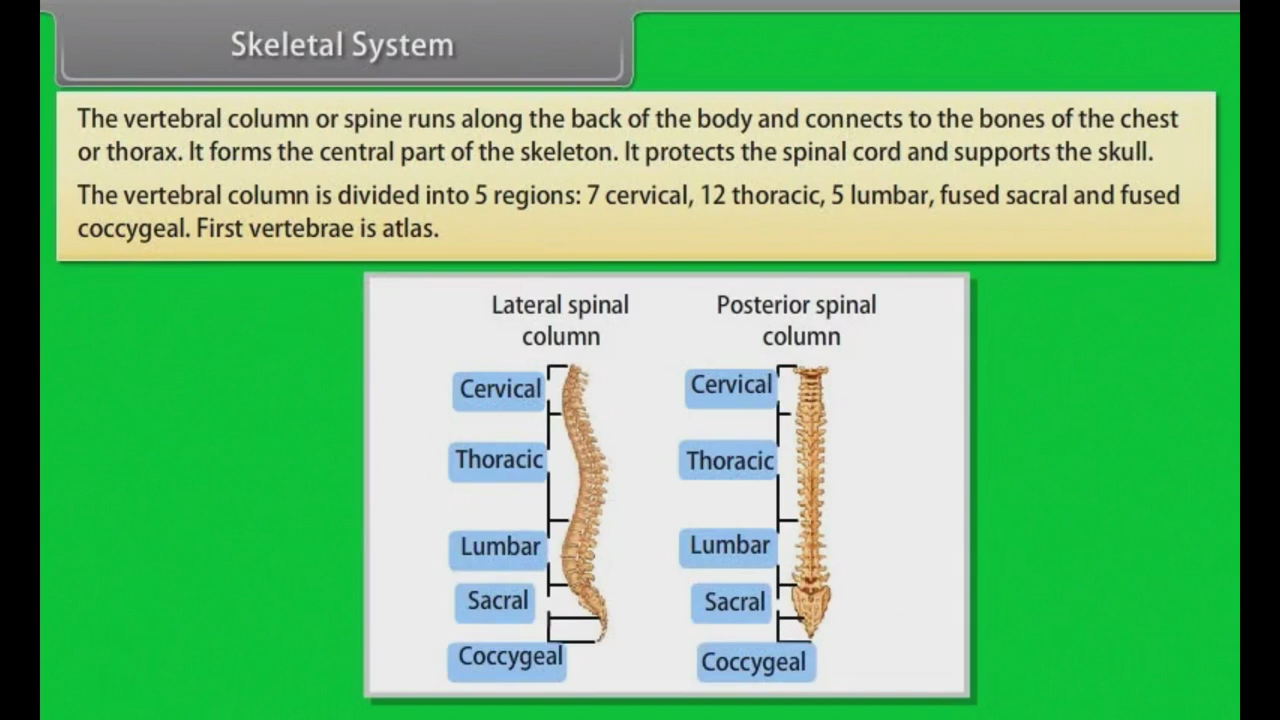 Skeletal System
The vertebral column or spine runs along the back of the body and connects to the bones of the chest
or thorax. It forms the central part of the skeleton. It protects the spinal cord and supports the skull.
The vertebral column is divided into 5 regions: 7 cervical, 12 thoracic, 5 lumbar, fused sacral and fused
coccygeal. First vertebrae is atlas.
Lateral spinal
column
Cervical
Thoracic
Lumbar
Sacral
Coccygeal
Posterior spinal
column
Cervical
Thoracic
Lumbar
Sacral
Coccygeal